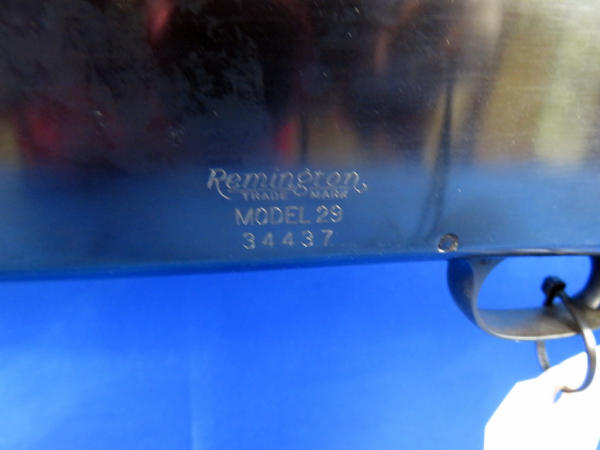 Remington,
TRADE MARK
MODEL 29
34437